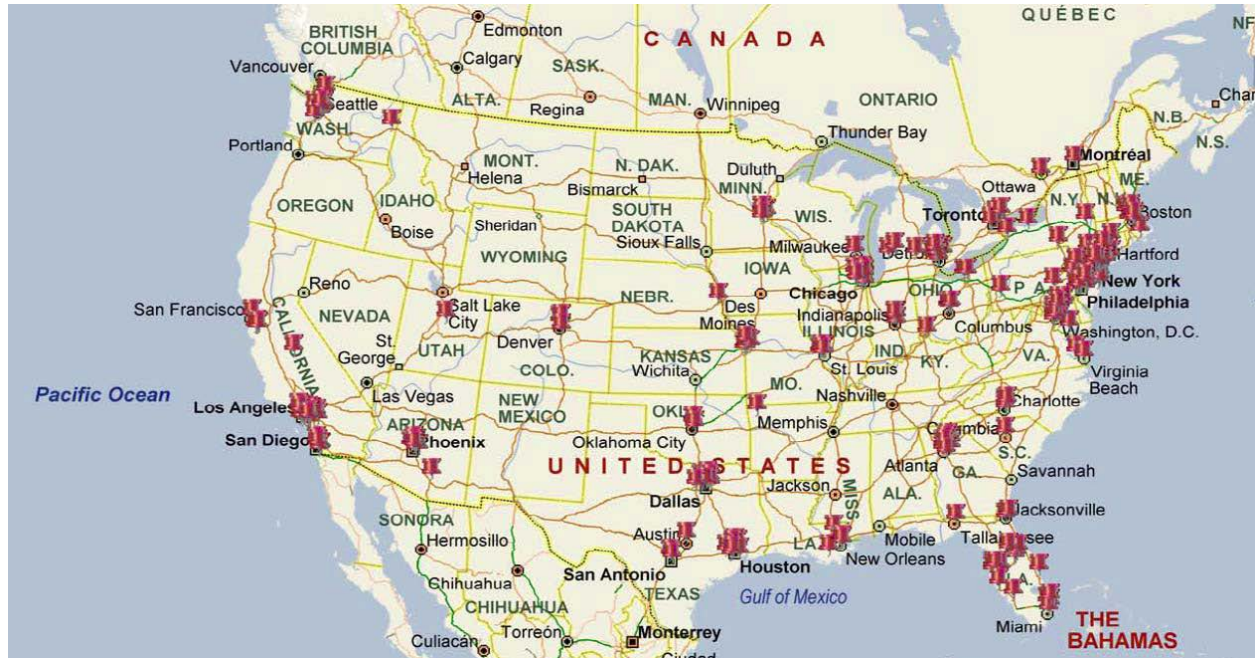 QUÉBEC
Edmonton
BRITISH
COLUMBIA
CANADA
Calgary
Vancouver
SASK.
ALTA.
Regina
MAN.
Winnipeg
ONTARIO
N.B.
N.S.
Seattle
WASH.
Thunder Bay
Portland
MONT.
Helena
N. DAK.
Bismarck
Duluth
MINN.
Montréal
Ottawa
ME.
OREGON
IDAHO
Boise
Sheridan
SOUTH
DAKOTA
WIS.
Toronto
N.Y.
Boston
Sioux Falls
Milwaukee
WYOMING
IOWA
Hartford
Reno
NEBR.
Chicago
OHIO
New York
San Francisco
Salt Lake
City
Des
Moines
Indianapolis
Philadelphia
NEVADA
ILLINOIS
Columbus
Washington, D.C.
CALIFORNIA
St.
George
UTAH
Denver
COLO.
KANSAS
Wichita
St. Louis
IND.
KY.
VA.
Virginia
Beach
Pacific Ocean
Las Vegas
MO.
Nashville
Los Angeles
ARIZONA
NEW
MEXICO
Charlotte
San Diego
Phoenix
Oklahoma City
Memphis
UNITED STATES
Atlanta
S.C.
GA.
Savannah
Dallas
Jackson
MISS.
ALA.
SONORA
Hermosillo
Austin
LA.
Mobile
Jacksonville
New Orleans
Houston
San Antonio
Chihuahua
TEXAS
Gulf of Mexico
CHIHUAHUA
Miami
THE
BAHAMAS
Culiacán
Torreón
Monterrey